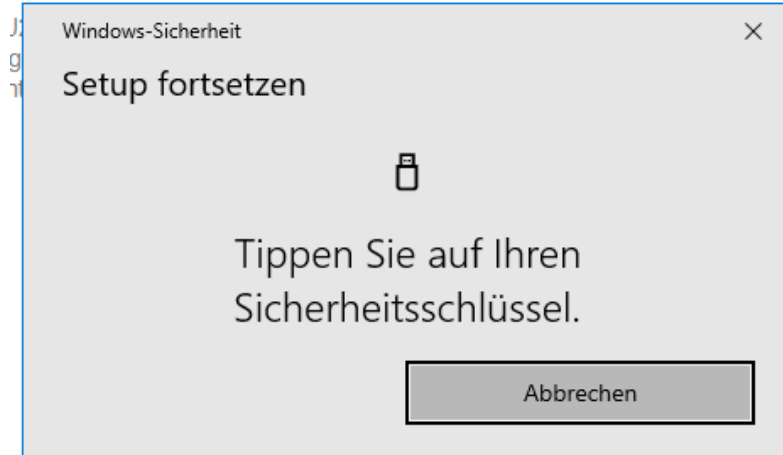 Windows-Sicherheit
Setup fortsetzen
Tippen Sie auf Ihren
Sicherheitsschlüssel.
Abbrechen